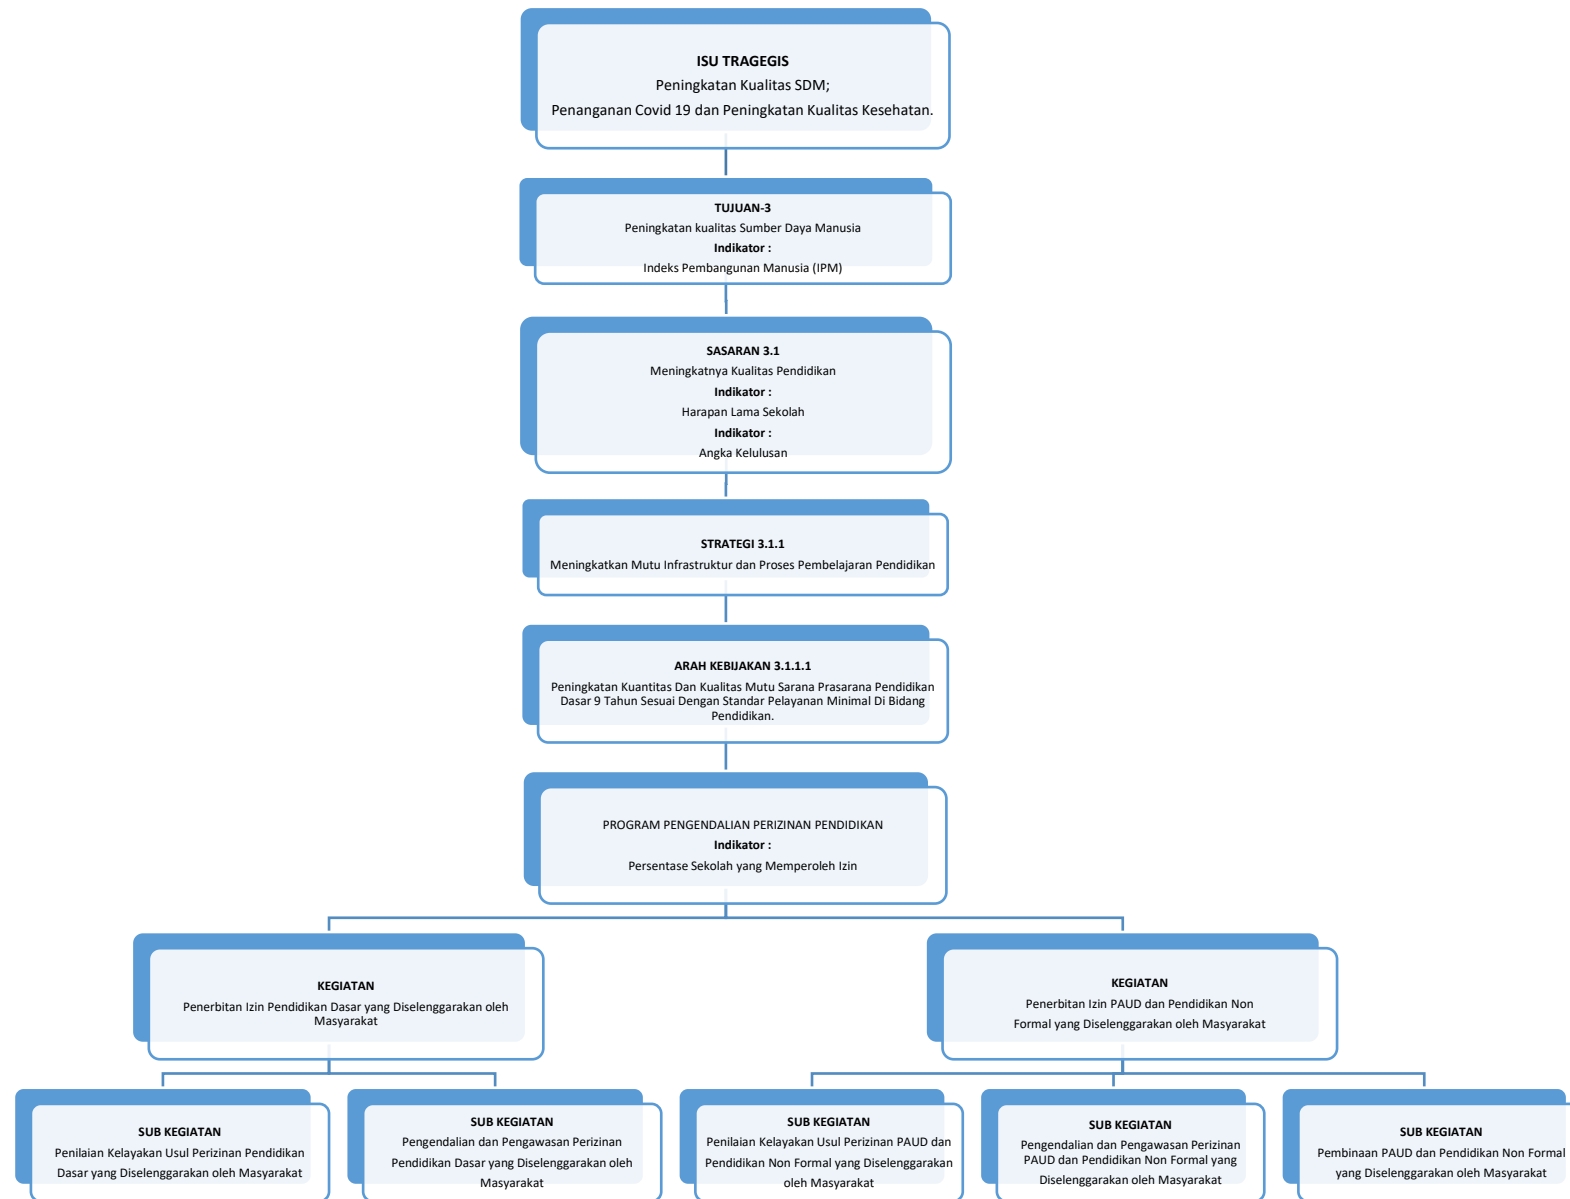 ISU TRAGEGIS
Peningkatan Kualitas SDM;
Penanganan Covid 19 dan Peningkatan Kualitas Kesehatan.
TUJUAN-3
Peningkatan kualitas Sumber Daya Manusia
Indikator :
Indeks Pembangunan Manusia (IPM)
SASARAN 3.1
Meningkatnya Kualitas Pendidikan
Indikator :
Harapan Lama Sekolah
Indikator :
Angka Kelulusan
STRATEGI 3.1.1
Meningkatkan Mutu Infrastruktur dan Proses Pembelajaran Pendidikan
ARAH KEBIJAKAN 3.1.1.1
Peningkatan Kuantitas Dan Kualitas Mutu Sarana Prasarana Pendidikan
Dasar 9 Tahun Sesuai Dengan Standar Pelayanan Minimal Di Bidang
Pendidikan.
PROGRAM PENGENDALIAN PERIZINAN PENDIDIKAN
Indikator :
Persentase Sekolah yang Memperoleh Izin
KEGIATAN
Penerbitan Izin Pendidikan Dasar yang Diselenggarakan oleh
Masyarakat
KEGIATAN
Penerbitan Izin PAUD dan Pendidikan Non
Formal yang Diselenggarakan oleh Masyarakat
SUB KEGIATAN
Penilaian Kelayakan Usul Perizinan Pendidikan
Dasar yang Diselenggarakan oleh Masyarakat
SUB KEGIATAN
Pengendalian dan Pengawasan Perizinan
Pendidikan Dasar yang Diselenggarakan oleh
Masyarakat
SUB KEGIATAN
Penilaian Kelayakan Usul Perizinan PAUD dan
Pendidikan Non Formal yang Diselenggarakan
oleh Masyarakat
SUB KEGIATAN
Pengendalian dan Pengawasan Perizinan
PAUD dan Pendidikan Non Formal yang
Diselenggarakan oleh Masyarakat
SUB KEGIATAN
Pembinaan PAUD dan Pendidikan Non Formal
yang Diselenggarakan oleh Masyarakat